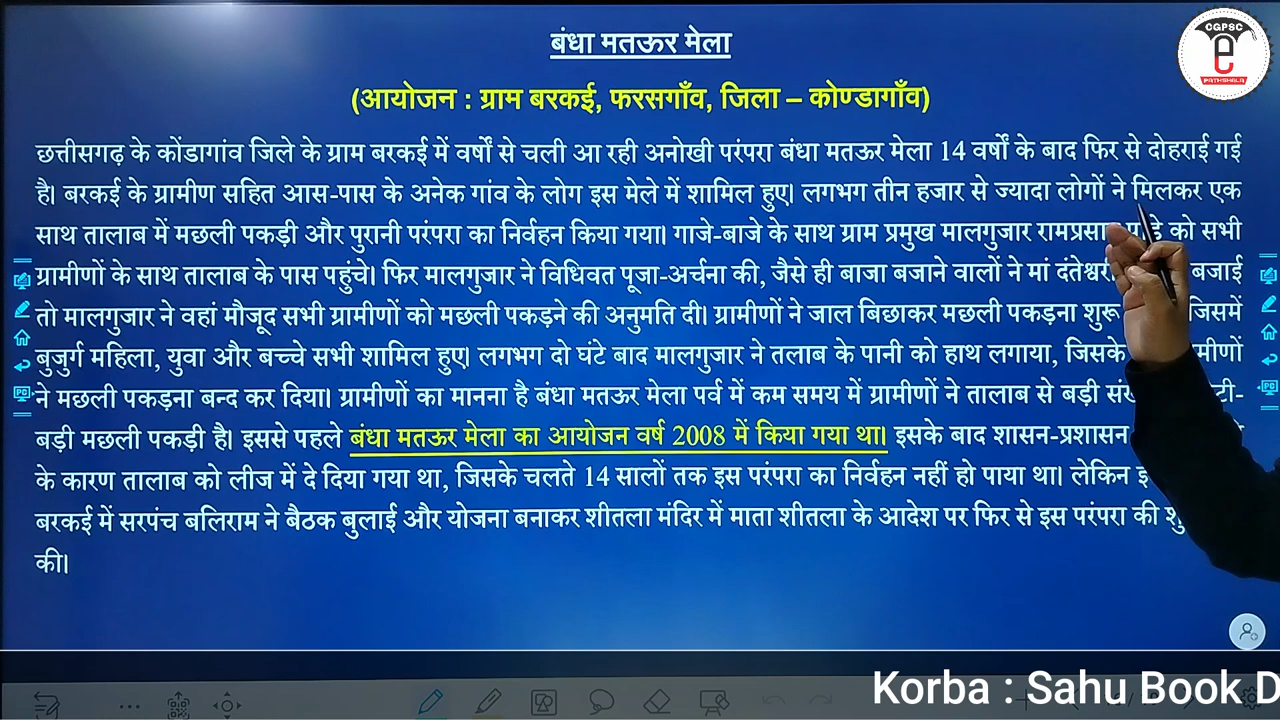 बंधा मतऊर मेला
(आयोजन : ग्राम बरकई, फरसगाँव, जिला – कोण्डागाँव)
छत्तीसगढ़ के कोंडागांव जिले के ग्राम बरकई में वर्षों से चली आ रही अनोखी परंपरा बंधा मतऊर मेला 14 वर्षों के बाद फिर से दोहराई गई
है। बरकई के ग्रामीण सहित आस-पास के अनेक गांव के लोग इस मेले में शामिल हुए। लगभग तीन हजार से ज्यादा लोगों ने मिलकर एक
साथ तालाब में मछली पकड़ी और पुरानी परंपरा का निर्वहन किया गया। गाजे-बाजे के साथ ग्राम प्रमुख मालगुजार को सभी
ग्रामीणों के साथ तालाब के पास पहुंचे। फिर मालगुजार ने विधिवत पूजा-अर्चना की, जैसे ही बाजा बजाने वालों ने मां बजाई
तो मालगुजार ने वहां मौजूद सभी ग्रामीणों को मछली पकड़ने की अनुमति दी। ग्रामीणों ने जाल बिछाकर मछली पकड़ना शुरू जिसमें
बुजुर्ग महिला, युवा और बच्चे सभी शामिल हुए। लगभग दो घंटे बाद मालगुजार ने तलाब के पानी को हाथ लगाया, जिसके
ने मछली पकड़ना बन्द कर दिया। ग्रामीणों का मानना है बंधा मतऊर मेला पर्व में कम समय में ग्रामीणों ने तालाब से बड़ी
बड़ी मछली पकड़ी है। इससे पहले बंधा मतऊर मेला का आयोजन वर्ष 2008 में किया गया था। इसके बाद शासन-प्रशासन
के कारण तालाब को लीज में दे दिया गया था, जिसके चलते 14 सालों तक इस परंपरा का निर्वहन नहीं हो पाया था। लेकिन
बरकई में सरपंच बलिराम ने बैठक बुलाई और योजना बनाकर शीतला मंदिर में माता शीतला के आदेश पर फिर से इस परंपरा की
की।
CGPSC
e
PATHSHALA
Korba : Sahu Book D